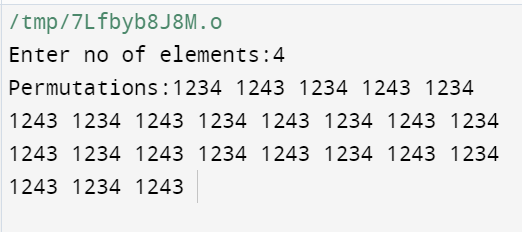 /tmp/7Lfbyb8J8M.o
Enter no of elements:4
Permutations:1234 1243 1234 1243 1234
1243 1234 1243 1234 1243 1234 1243 1234
1243 1234 1243 1234 1243 1234 1243 1234
1243 1234 1243